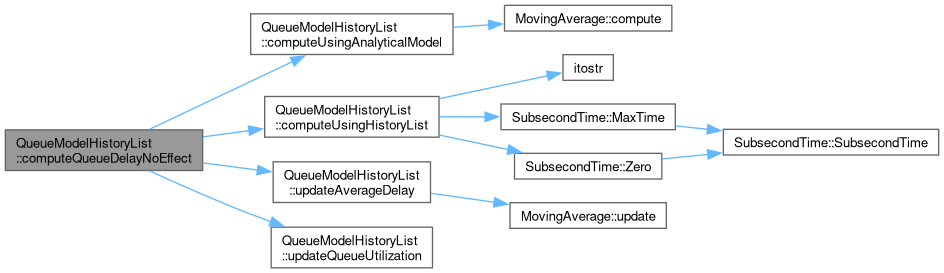 QueueModelHistoryList
::computeQueueDelayNoEffect
QueueModelHistoryList
::computeUsingAnalyticalModel
MovingAverage::compute
QueueModelHistoryList
::computeUsingHistoryList
itostr
SubsecondTime::MaxTime
SubsecondTime::Zero
SubsecondTime::SubsecondTime
QueueModelHistoryList
::updateAverageDelay
MovingAverage::update
QueueModelHistoryList
::updateQueueUtilization